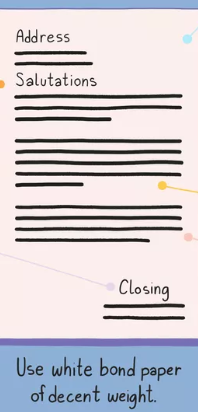 Address
Salutations
Closing
Use white bond paper
of decent weight.